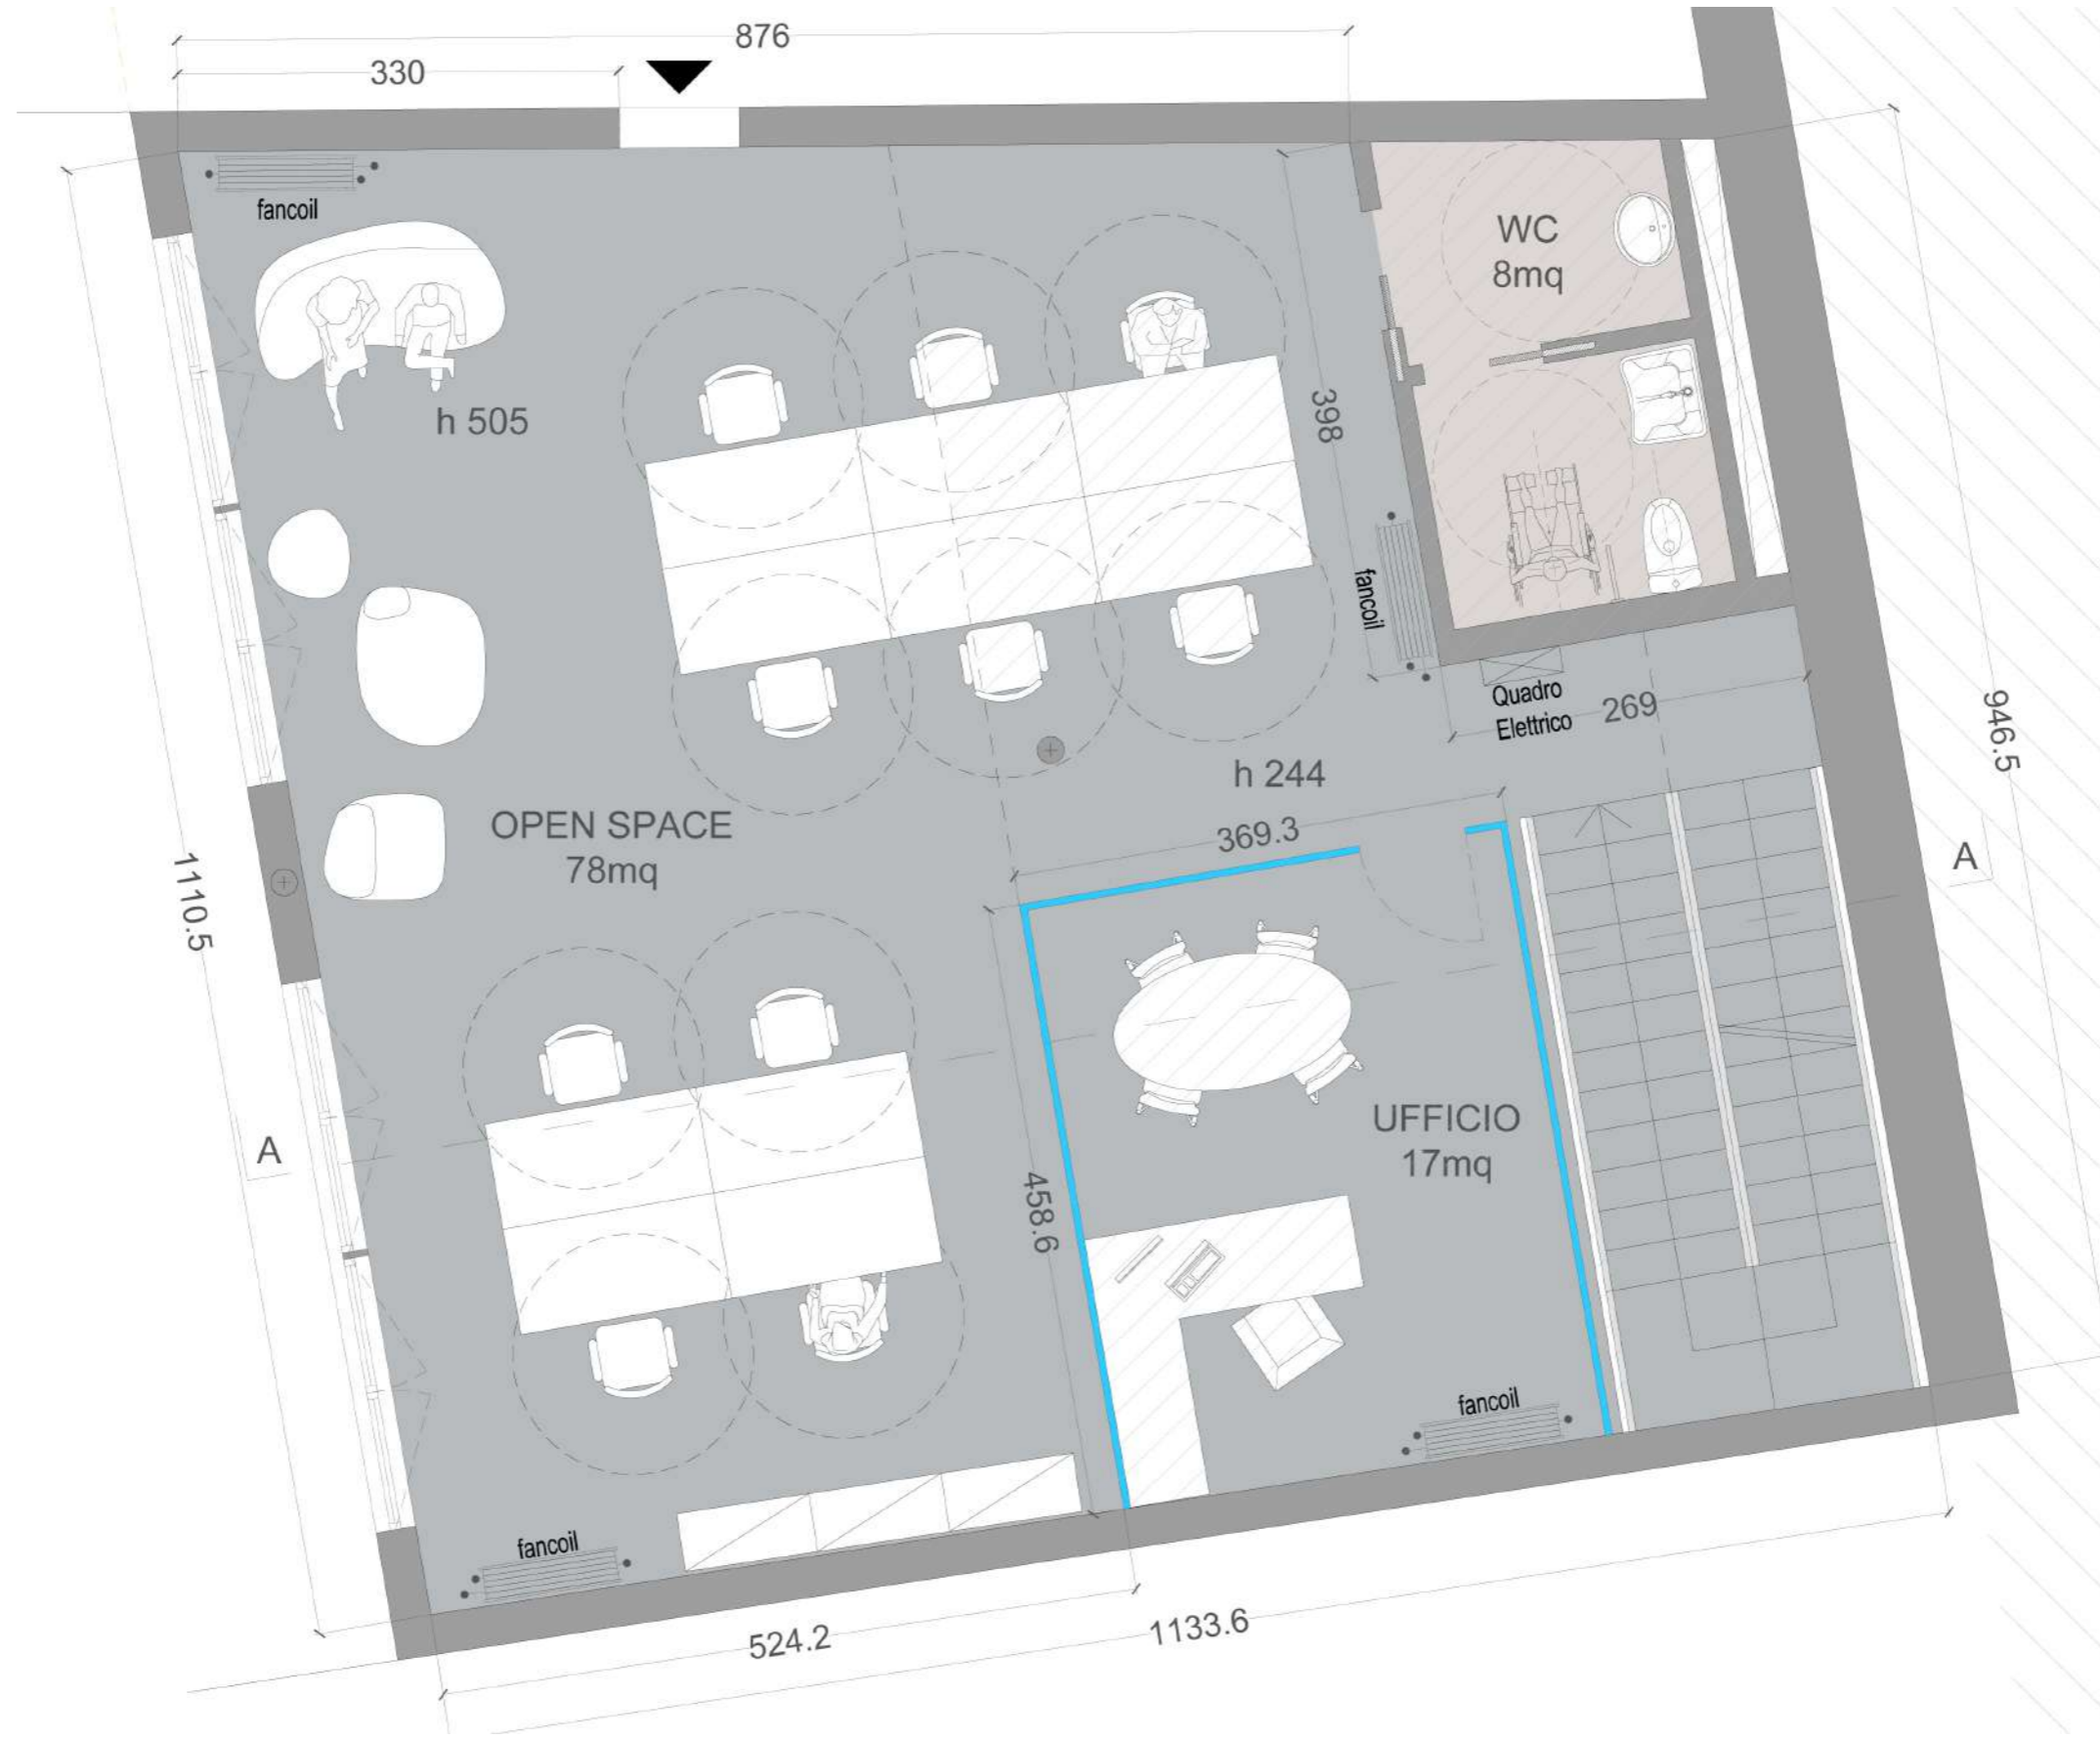 876
330
fancoil
WC
8mq
h 505
398
fancoil
Quadro
Elettrico
269
946.5
h 244
OPEN SPACE
78mq
369.3
1110.5
A
A
UFFICIO
17mq
458.6
fancoil
fancoil
524.2
1133.6